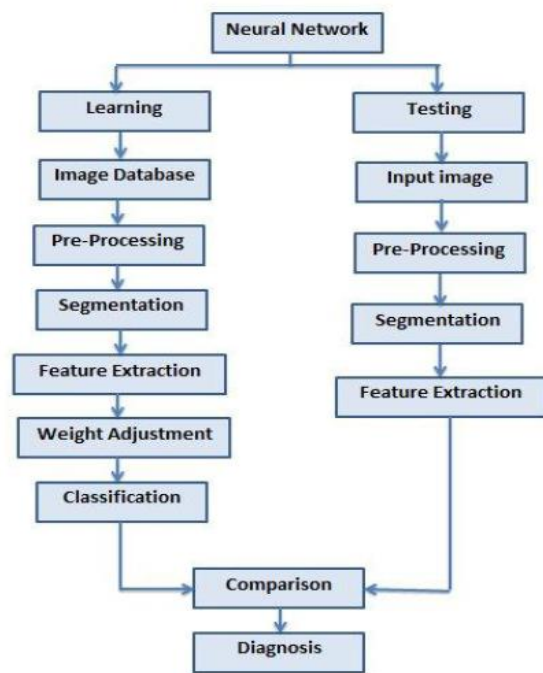 Neural Network
Learning
Testing
Image Database
Input image
Pre-Processing
Pre-Processing
Segmentation
Segmentation
Feature Extraction
Feature Extraction
Weight Adjustment
Classification
Comparison
Diagnosis